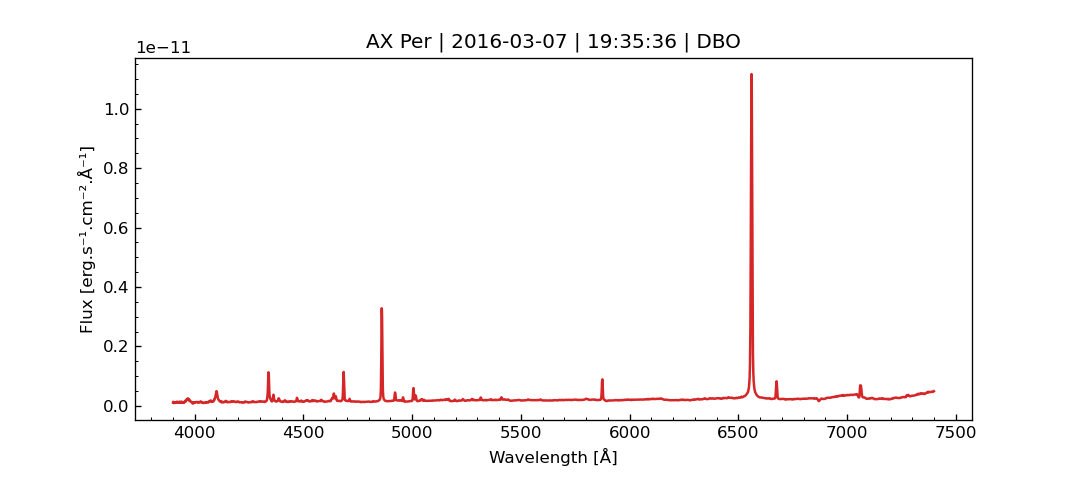 AX Per | 2016-03-07 | 19:35:36 | DBO
1e−11
1.0
0.8
0.6
0.4
0.2
0.0
Flux [erg.s⁻¹.cm⁻².Å⁻¹]
4000 4500 5000 5500 6000 6500 7000 7500
Wavelength [Å]